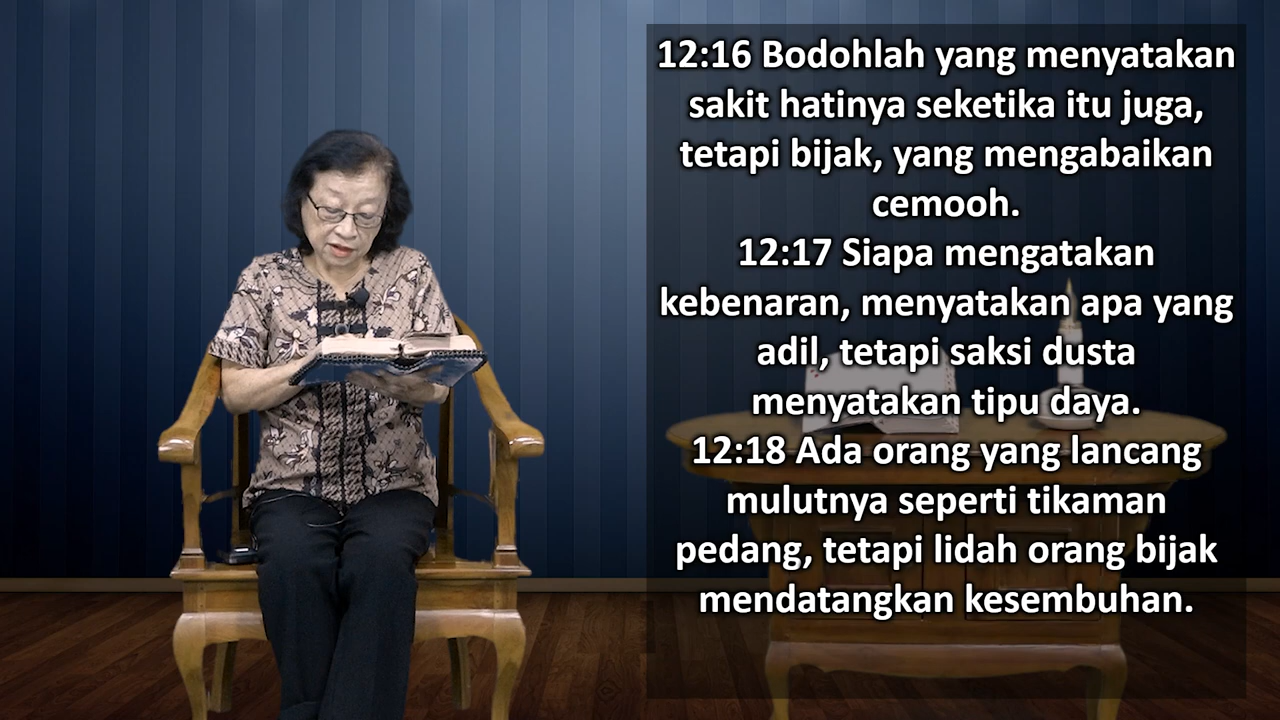 12:16 Bodohlah yang menyatakan
sakit hatinya seketika itu juga,
tetapi bijak, yang mengabaikan
cemooh.
12:17 Siapa mengatakan
kebenaran, menyatakan apa yang
adil, tetapi saksi dusta
menyatakan tipu daya.
12:18 Ada orang yang lancang
mulutnya seperti tikaman
pedang, tetapi lidah orang bijak
mendatangkan kesembuhan.